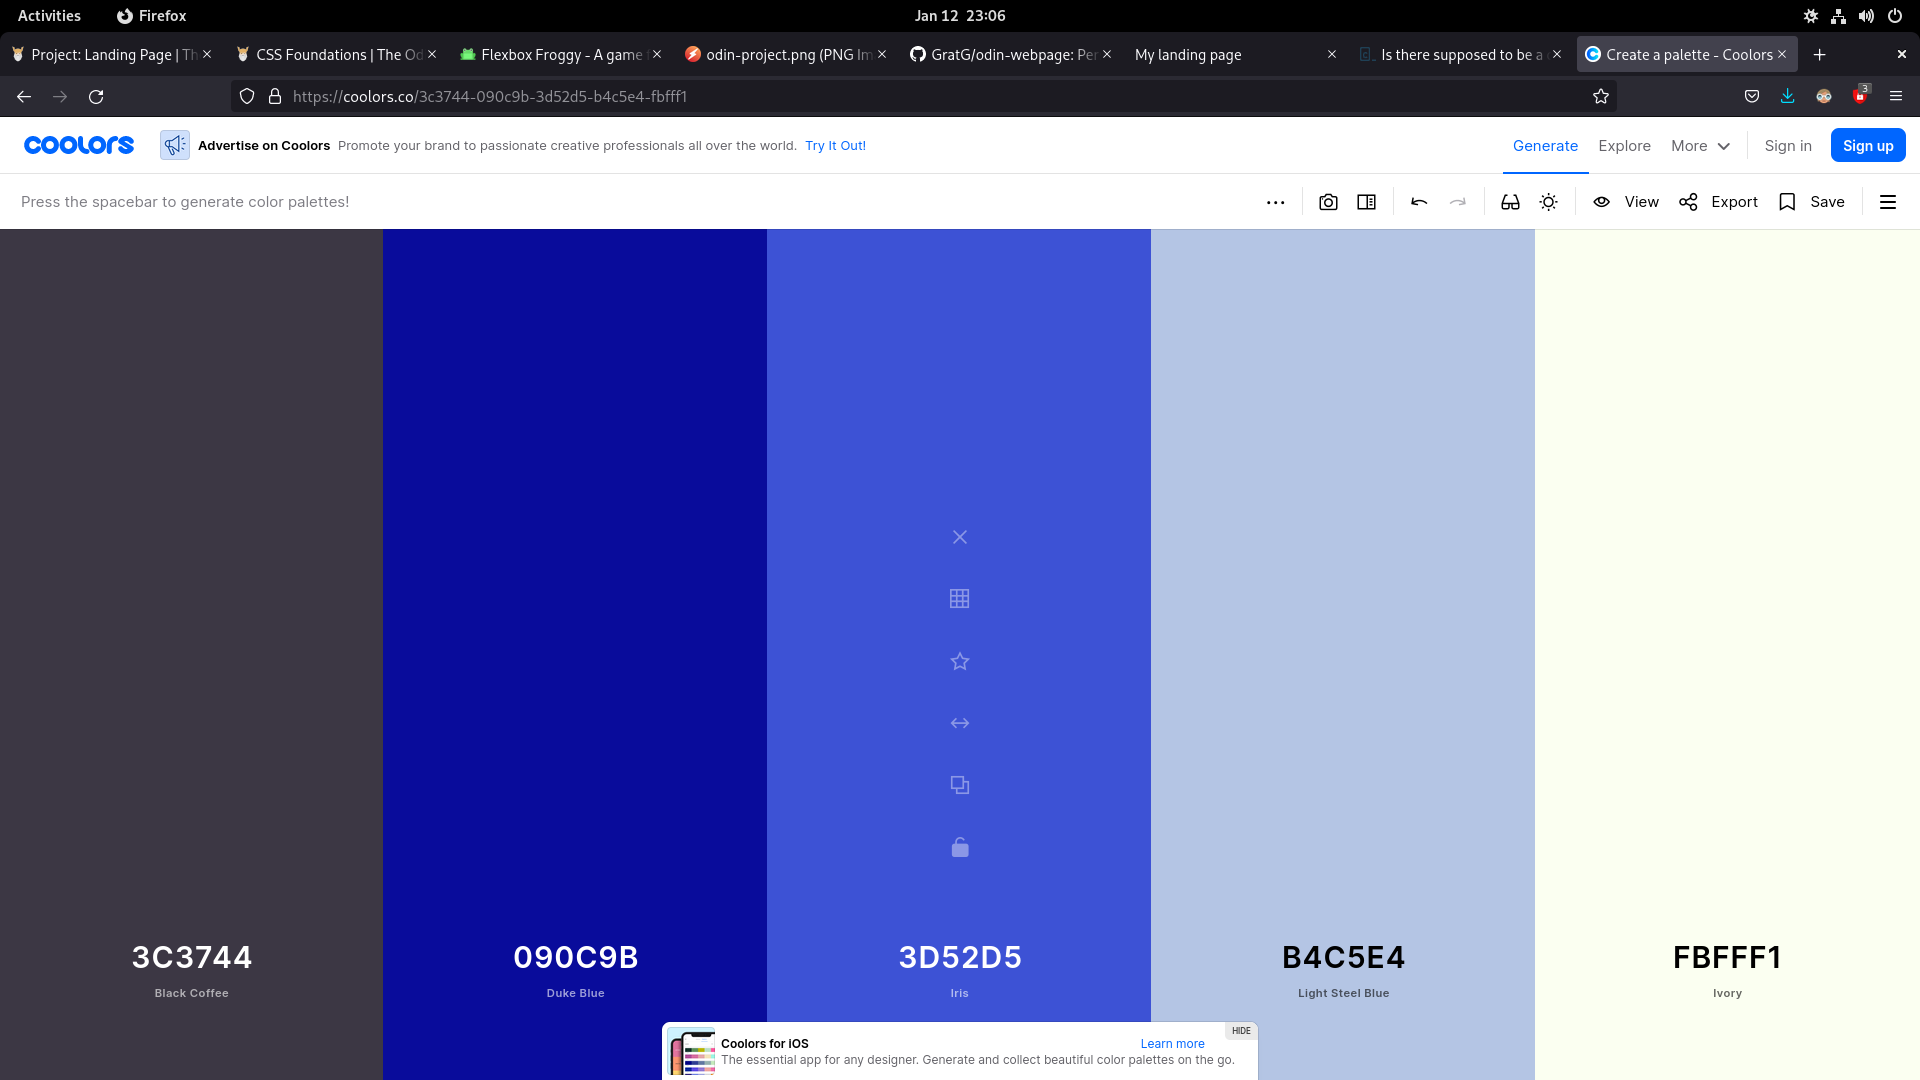 Activities Firefox Jan 12 23:06
Project: Landing Page | Th CSS Foundations | The Od Flexbox Froggy - A game f odin-project.png (PNG Im GratG/odin-webpage: Per My landing page Is there supposed to be a Create a palette - Coolors
https://coolors.co/3c3744-090c9b-3d52d5-b4c5e4-fbfff1 3
coolors Advertise on Coolors Promote your brand to passionate creative professionals all over the world. Try It Out! Generate Explore More Sign in Sign up
Press the spacebar to generate color palettes! View Export Save
3C3744 090C9B 3D52D5 B4C5E4 FBFFF1
Black Coffee Duke Blue Iris Light Steel Blue Ivory
HIDE
Coolors for iOS Learn more
The essential app for any designer. Generate and collect beautiful color palettes on the go.